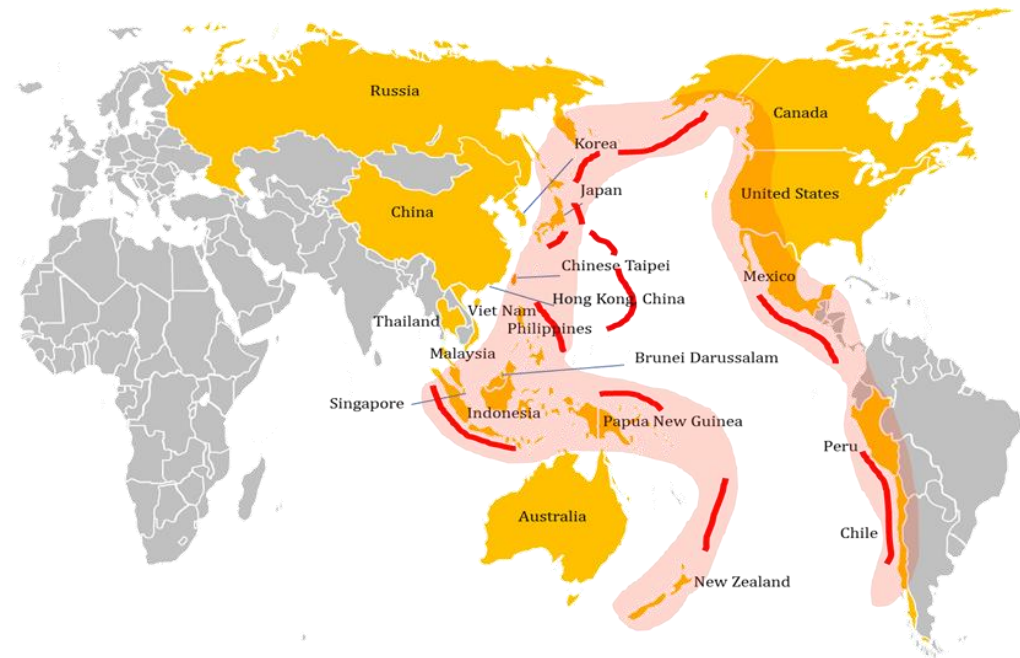 Russia
Canada
Korea
Japan
United States
China
Chinese Taipei
Mexico
Hong Kong, China
Viet Nam
Thailand
Philippines
Malaysia
Brunei Darussalam
Singapore
Indonesia
Papua New Guinea
Peru
Australia
Chile
New Zealand